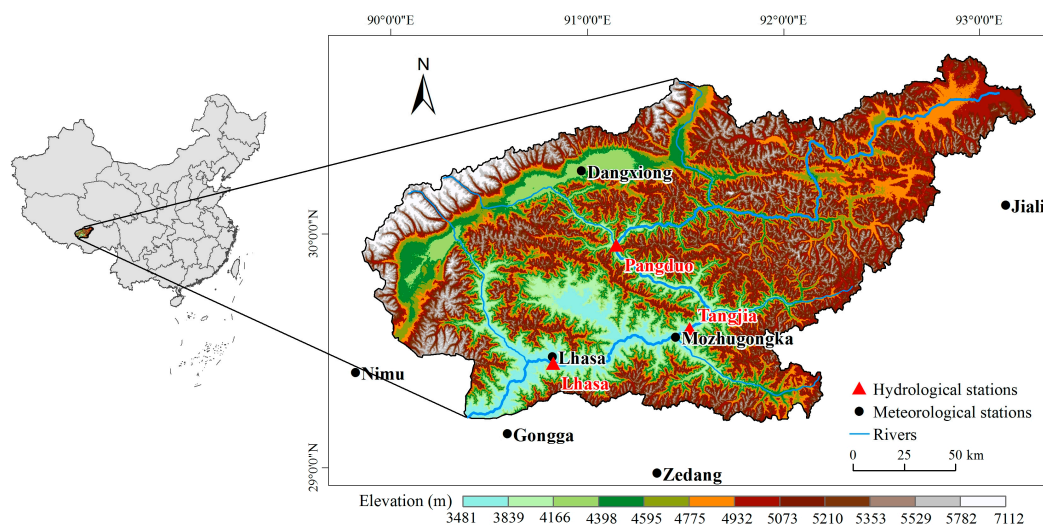 90°0'0"E 91°0'0"E 92°0'0"E 93°0'0"E
N
Dangxiong
Jiali
30°0'0"N
Pangduo
Tangjia
Mozhugongka
Lhasa
Nimu
Lhasa
Hydrological stations
Meteorological stations
Gongga
Rivers
0 25 50 km
29°0'0"N
Zedang
Elevation (m)
3481 3839 4166 4398 4595 4775 4932 5073 5210 5353 5529 5782 7112